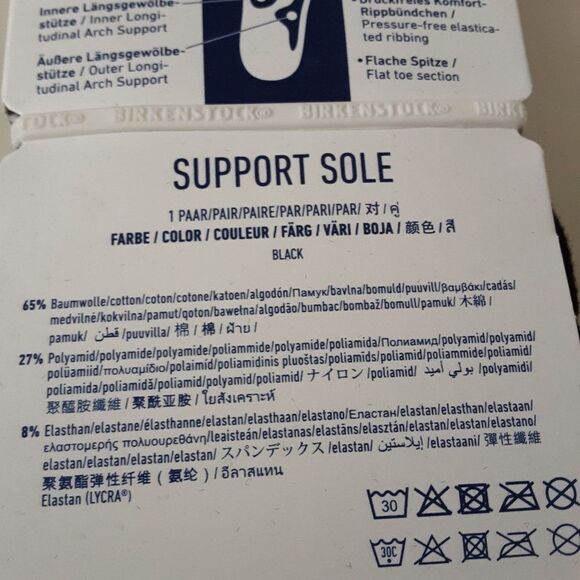 Innere Längsgewölbe-
stütze / Inner Longi-
tudinal Arch Support
Äußere Längsgewölbe-
stütze / Outer Longi-
tudinal Arch Support
Rippbündchen /
Pressure-free elastica-
ted ribbing
• Flache Spitze /
Flat toe section
BIRKENSTOCK BIRKENSTOCK
SUPPORT SOLE
1 PAAR/PAIR/PAIRE/PAR/PARI/PAR/ 对 / คู่
FARBE / COLOR / COULEUR / FÄRG / VÄRI / BOJA / 颜色 / สี
BLACK
65% Baumwolle/cotton/coton/cotone/katoen/algodón/Памук/bavlna/bomuld/puuvill/βαμβάκι/cadás/
medvilnė/kokvilna/pamut/qoton/bawełna/algodão/bumbac/bombaž/bomull/pamuk/ 木綿 /
pamuk/ قطن /puuvilla/ 棉 / 棉 / ฝ้าย /
27% Polyamid/polyamide/polyamide/poliammide/polyamide/poliamida/Полиамид/polyamid/polyamid/
polüamiid/πολυαμίδιο/polaimíd/poliamidinis pluoštas/poliamīds/poliamid/poliammide/poliamid/
poliamida/poliamidă/poliamid/polyamid/poliamid/ ナイロン /poliamid/ بولي أميد /polyamidi/
聚醯胺纖維 / 聚酰亚胺 / ใยสังเคราะห์
8% Elasthan/elastane/élasthanne/elastan/elasthaan/elastano/Еластан/elastane/elasthan/elastaan/
ελαστομερής πολυουρεθάνη/leaisteán/elastanas/elastāns/elasztán/elastan/elastan/elastano/
elastan/elastan/elastan/elastan/ スパンデックス /elastan/ إيلاستين /elastaani/ 彈性纖維
聚氨酯弹性纤维（氨纶）/ อีลาสแทน
Elastan (LYCRA®)
30
30C